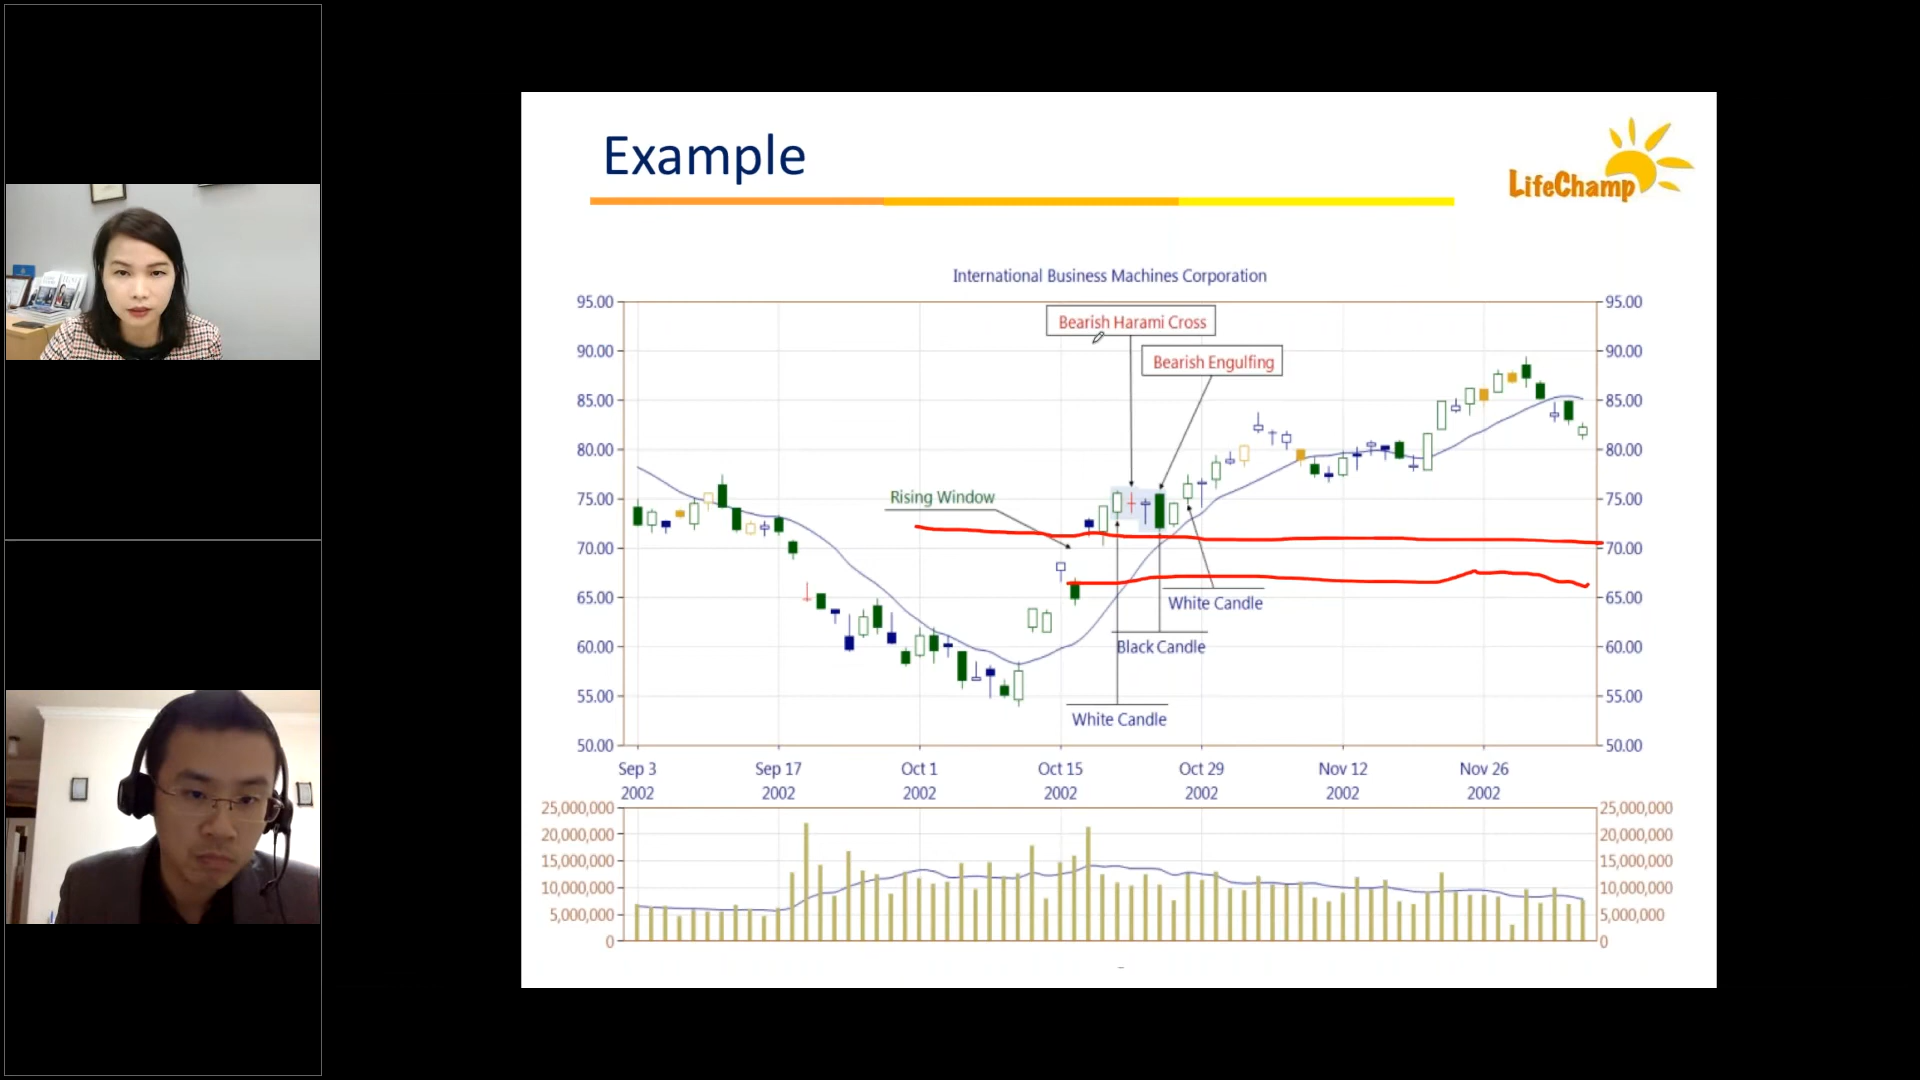 Example
LifeChamp
International Business Machines Corporation
95.00
95.00
Bearish Harami Cross
90.00
90.00
Bearish Engulfing
85.00
85.00
80.00
80.00
Rising Window
75.00
75.00
70.00
70.00
65.00
65.00
White Candle
60.00
60.00
Black Candle
55.00
55.00
White Candle
50.00
50.00
Sep 3 Sep 17 Oct 1 Oct 15 Oct 29 Nov 12 Nov 26
2002 2002 2002 2002 2002 2002 2002
25,000,000
25,000,000
20,000,000
20,000,000
15,000,000
15,000,000
10,000,000
10,000,000
5,000,000
5,000,000
0
0